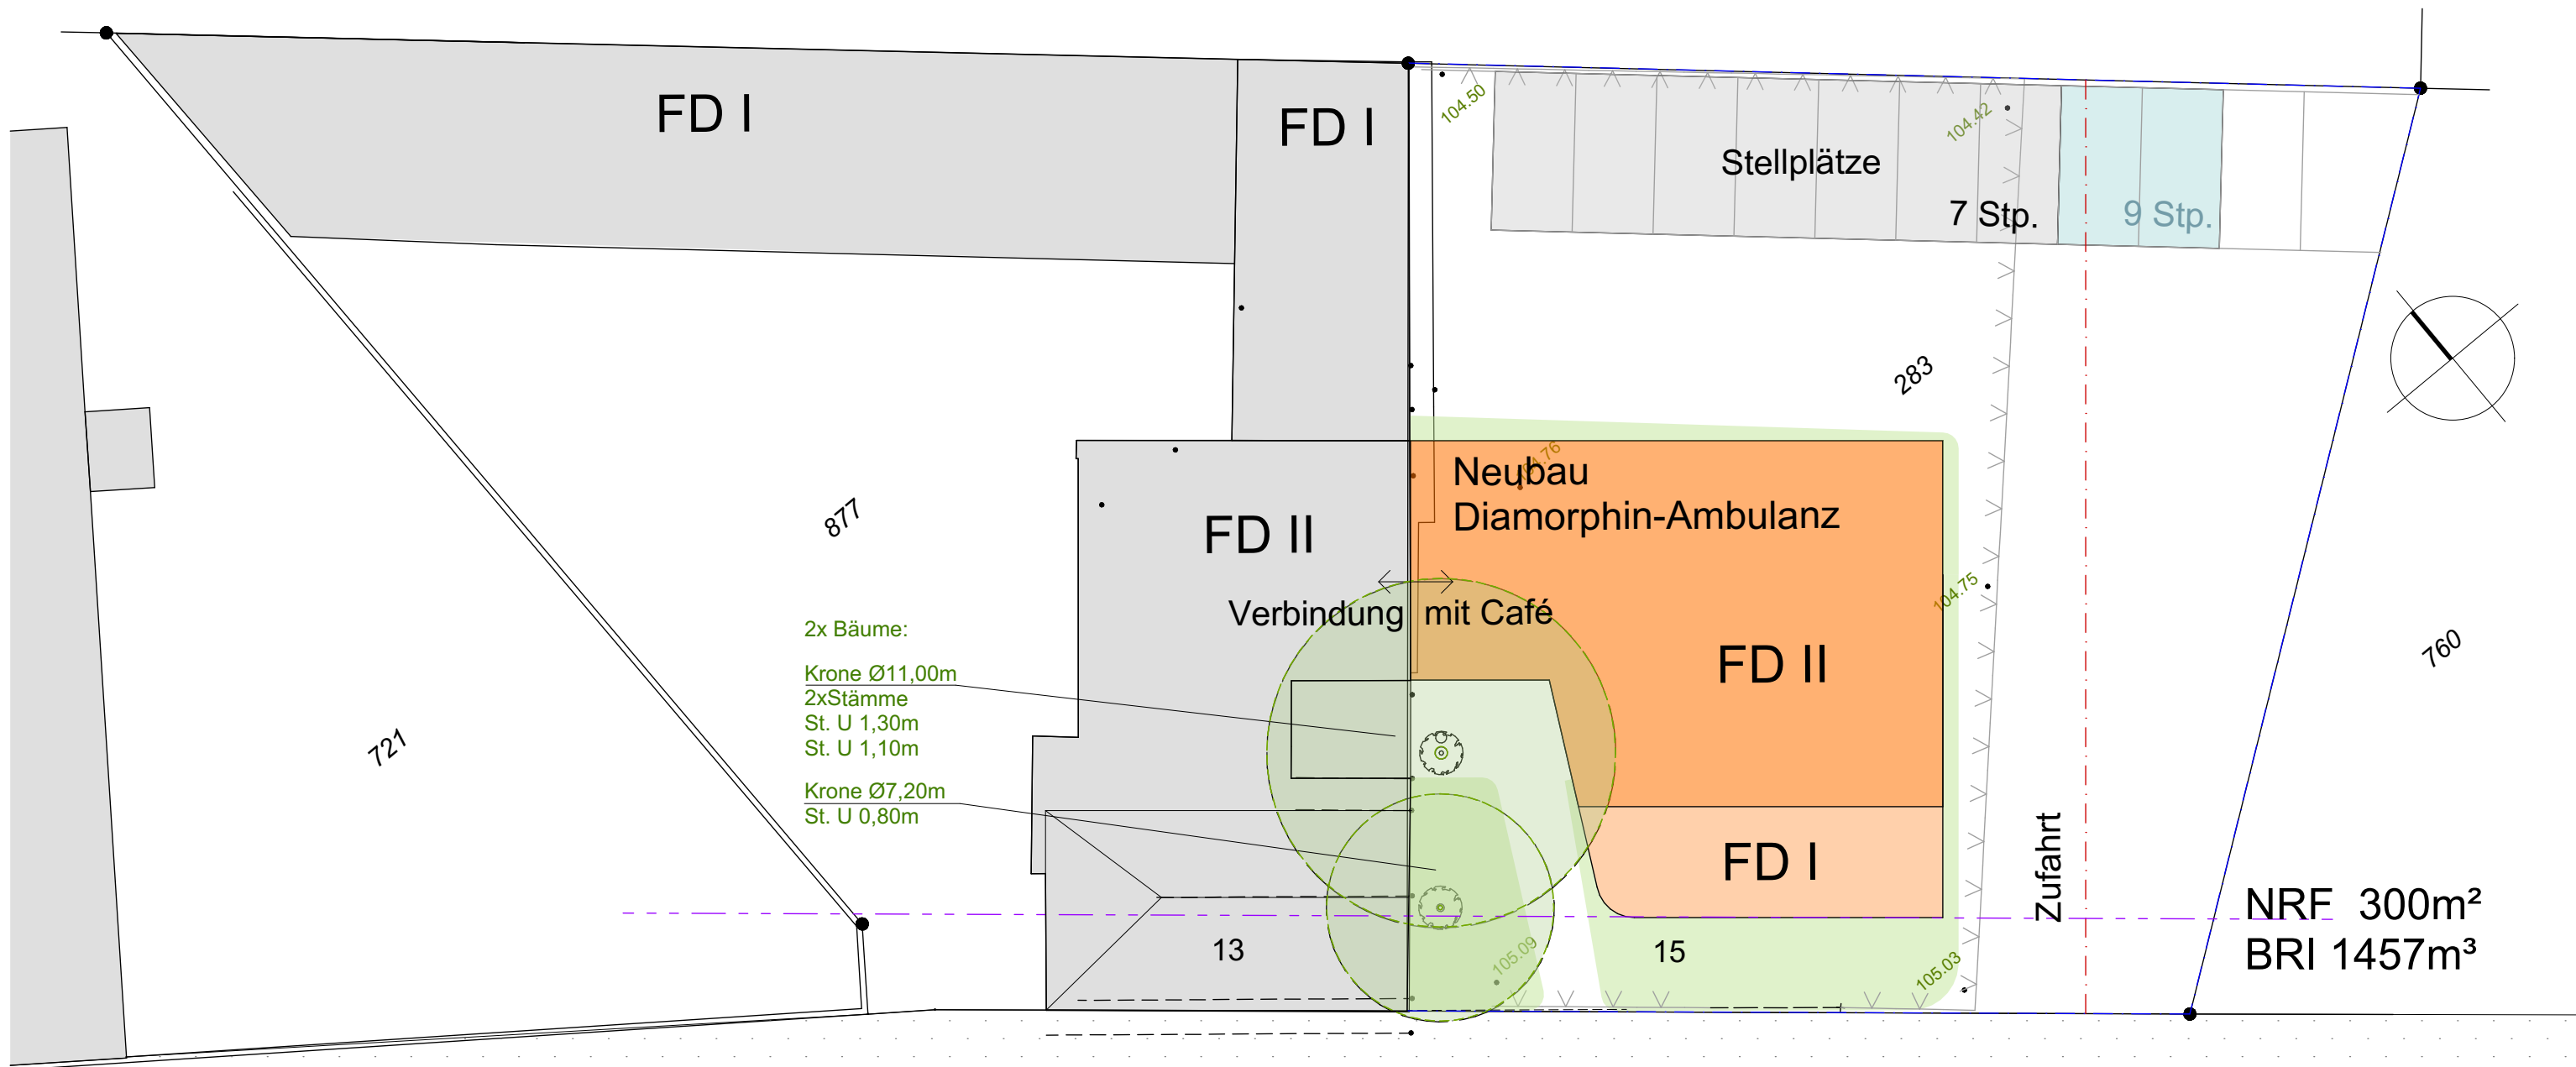 FD I
FD I
104.50
104.42
Stellplätze
7 Stp.
9 Stp.
283
877
104.76
Neubau
Diamorphin-Ambulanz
FD II
104.75
Verbindung mit Café
2x Bäume:
Krone Ø11,00m
2xStämme
St. U 1,30m
St. U 1,10m
Krone Ø7,20m
St. U 0,80m
FD II
760
721
FD I
Zufahrt
NRF 300m²
BRI 1457m³
13
15
105.09
105.03